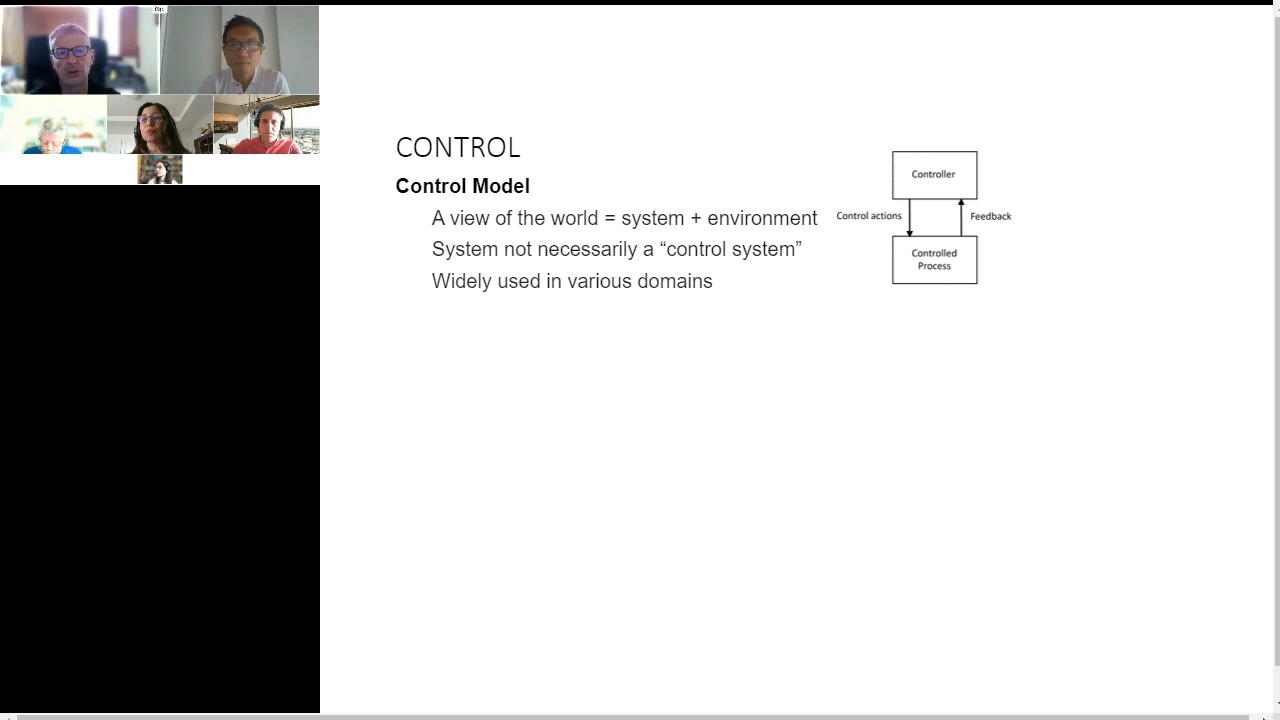 CONTROL
Control Model
A view of the world = system + environment
System not necessarily a “control system”
Widely used in various domains
Controller
Control actions
Feedback
Controlled
Process